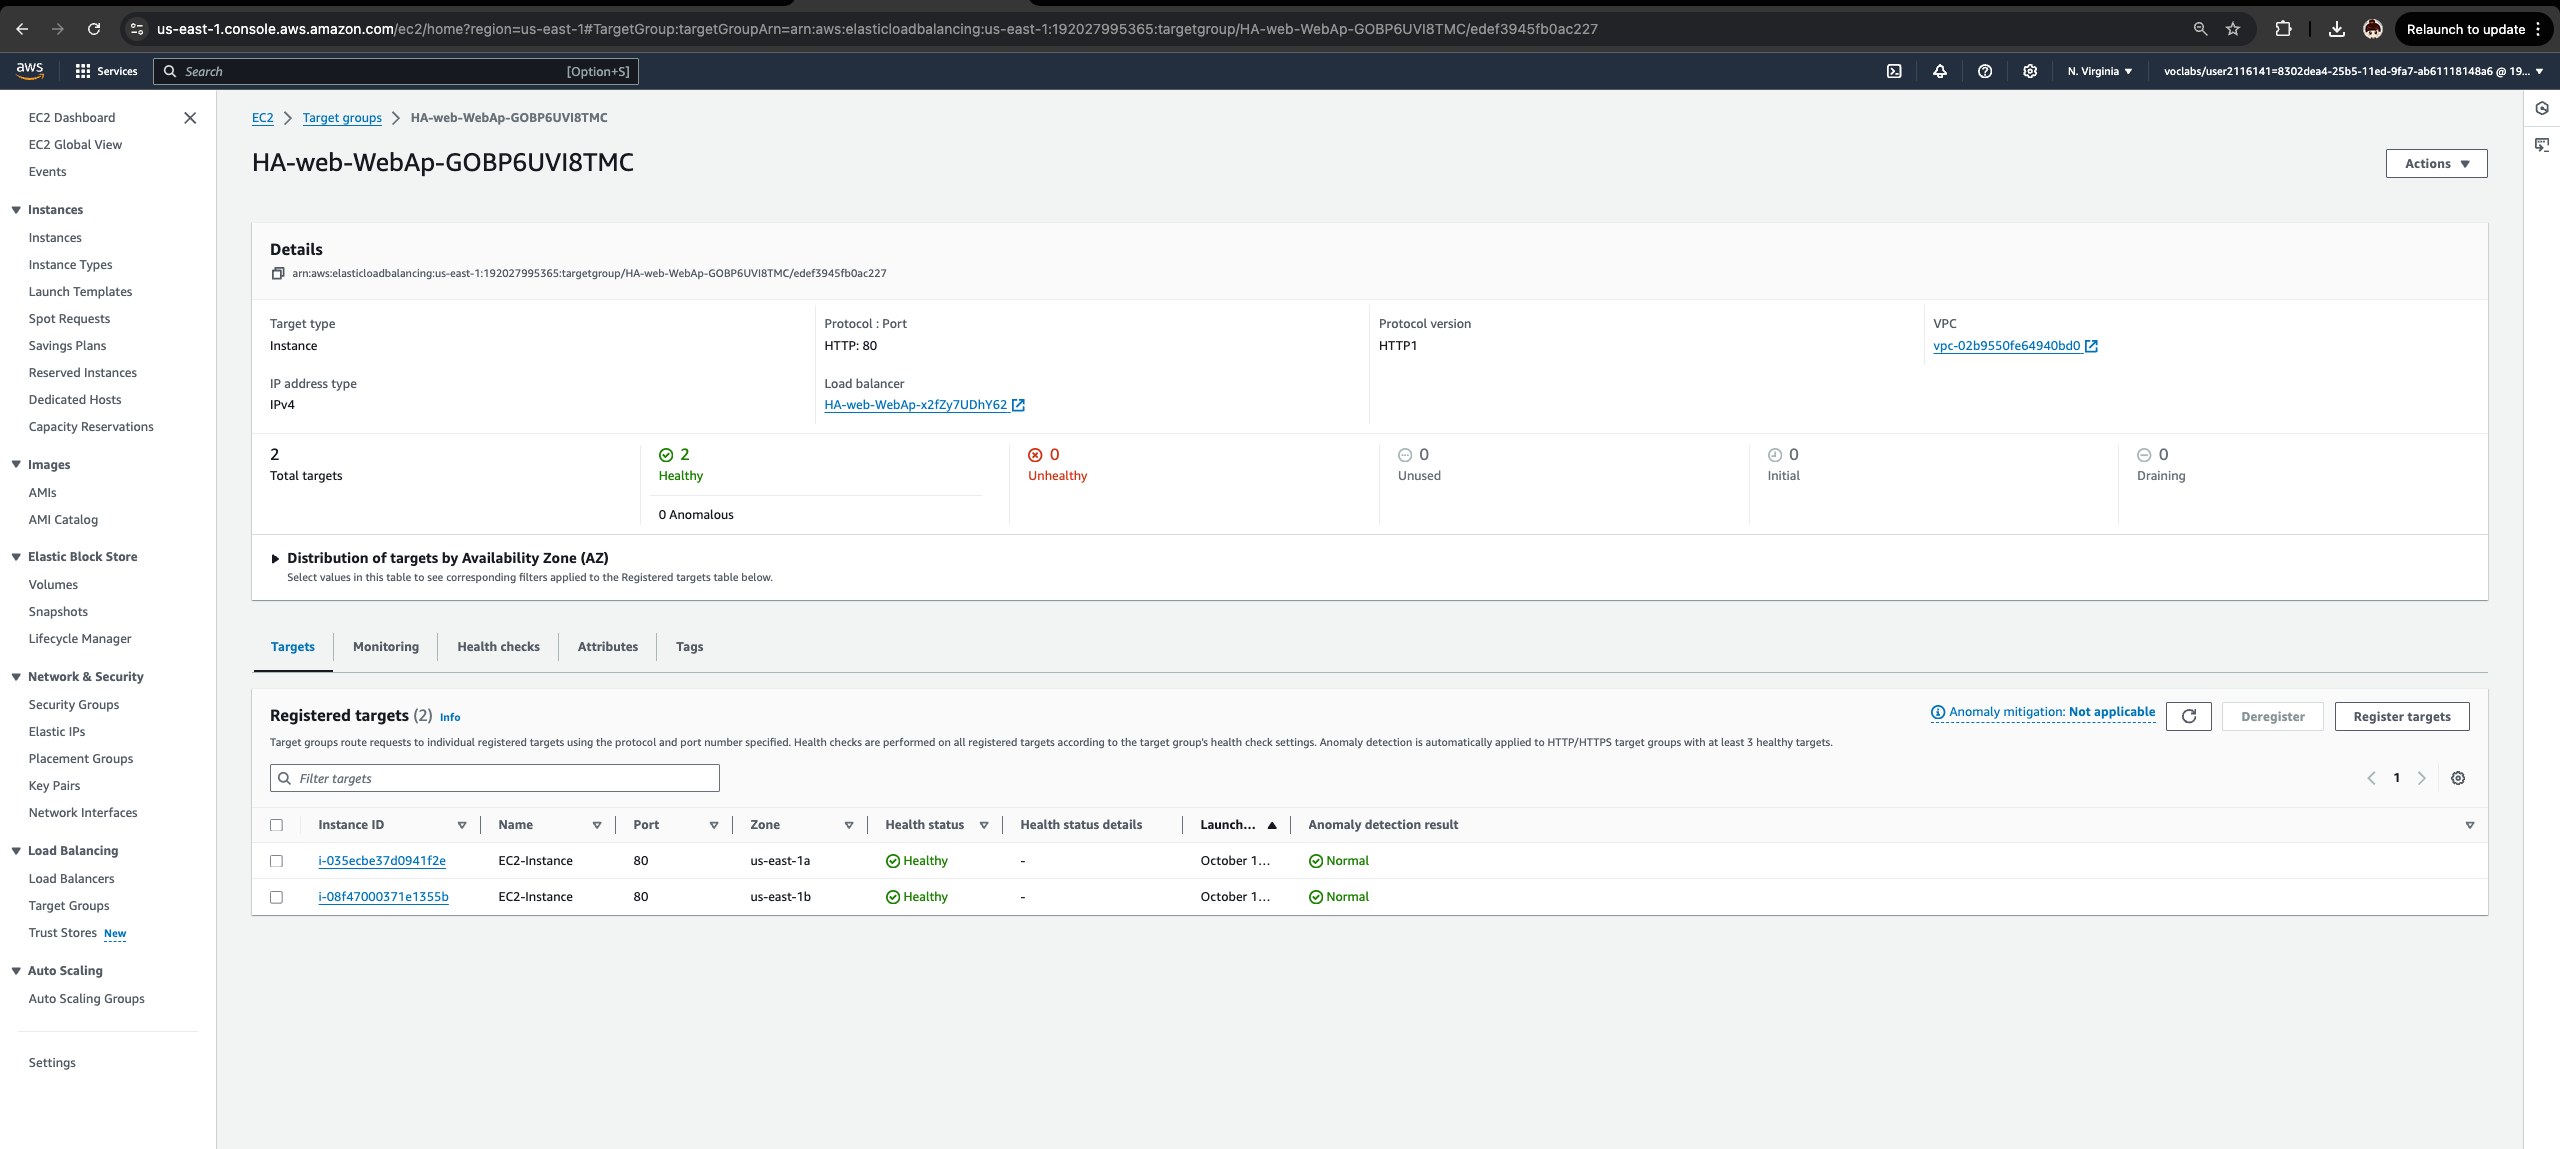 us-east-1.console.aws.amazon.com/ec2/home?region=us-east-1#TargetGroup:targetGroupArn=arn:aws:elasticloadbalancing:us-east-1:192027995365:targetgroup/HA-web-WebAp-GOBP6UVI8TMC/edef3945fb0ac227
Relaunch to update
aws
Services
Search
[Option+S]
N. Virginia
voclabs/user2116141=8302dea4-25b5-11ed-9fa7-ab61118148a6 @ 19...
EC2 Dashboard
EC2 Global View
Events
Instances
Instances
Instance Types
Launch Templates
Spot Requests
Savings Plans
Reserved Instances
Dedicated Hosts
Capacity Reservations
Images
AMIs
AMI Catalog
Elastic Block Store
Volumes
Snapshots
Lifecycle Manager
Network & Security
Security Groups
Elastic IPs
Placement Groups
Key Pairs
Network Interfaces
Load Balancing
Load Balancers
Target Groups
Trust Stores New
Auto Scaling
Auto Scaling Groups
Settings
EC2 Target groups HA-web-WebAp-GOBP6UVI8TMC
HA-web-WebAp-GOBP6UVI8TMC
Actions
Details
arn:aws:elasticloadbalancing:us-east-1:192027995365:targetgroup/HA-web-WebAp-GOBP6UVI8TMC/edef3945fb0ac227
Target type
Instance
Protocol : Port
HTTP: 80
Protocol version
HTTP1
VPC
vpc-02b9550fe64940bd0
IP address type
IPv4
Load balancer
HA-web-WebAp-x2fZy7UDhY62
2
Total targets
2
Healthy
0 Anomalous
0
Unhealthy
0
Unused
0
Initial
0
Draining
Distribution of targets by Availability Zone (AZ)
Select values in this table to see corresponding filters applied to the Registered targets table below.
Targets
Monitoring
Health checks
Attributes
Tags
Registered targets (2) Info
Anomaly mitigation: Not applicable
Deregister
Register targets
Target groups route requests to individual registered targets using the protocol and port number specified. Health checks are performed on all registered targets according to the target group's health check settings. Anomaly detection is automatically applied to HTTP/HTTPS target groups with at least 3 healthy targets.
Filter targets
1
Instance ID Name Port Zone Health status Health status details Launch... Anomaly detection result
i-035ecbe37d0941f2e EC2-Instance 80 us-east-1a Healthy - October 1... Normal
i-08f47000371e1355b EC2-Instance 80 us-east-1b Healthy - October 1... Normal